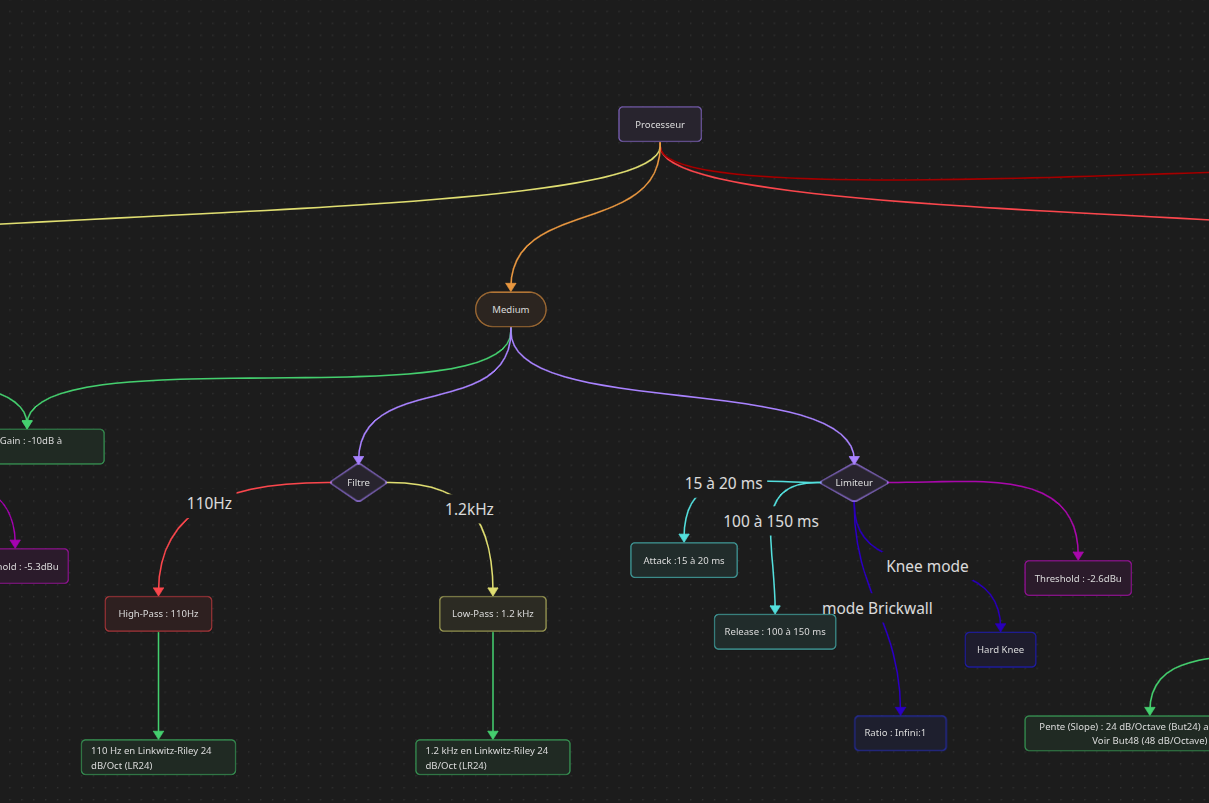 Processeur
Medium
Gain : -10dB à
Filtre
Limiteur
110Hz
1.2kHz
15 à 20 ms
100 à 150 ms
Knee mode
mode Brickwall
Attack :15 à 20 ms
hold : -5.3dBu
Threshold : -2.6dBu
High-Pass : 110Hz
Low-Pass : 1.2 kHz
Release : 100 à 150 ms
Hard Knee
Ratio : Infini:1
Pente (Slope) : 24 dB/Octave (But24) a
Voir But48 (48 dB/Octave)
110 Hz en Linkwitz-Riley 24
dB/Oct (LR24)
1.2 kHz en Linkwitz-Riley 24
dB/Oct (LR24)